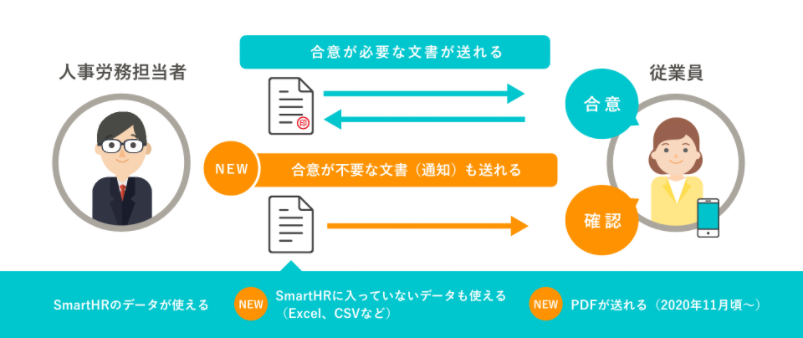 合意が必要な文書が送れる
人事労務担当者
従業員
印
合意
NEW
合意が不要な文書（通知）も送れる
確認
SmartHRのデータが使える
NEW
SmartHRに入っていないデータも使える
（Excel、CSVなど）
NEW
PDFが送れる（2020年11月頃〜）